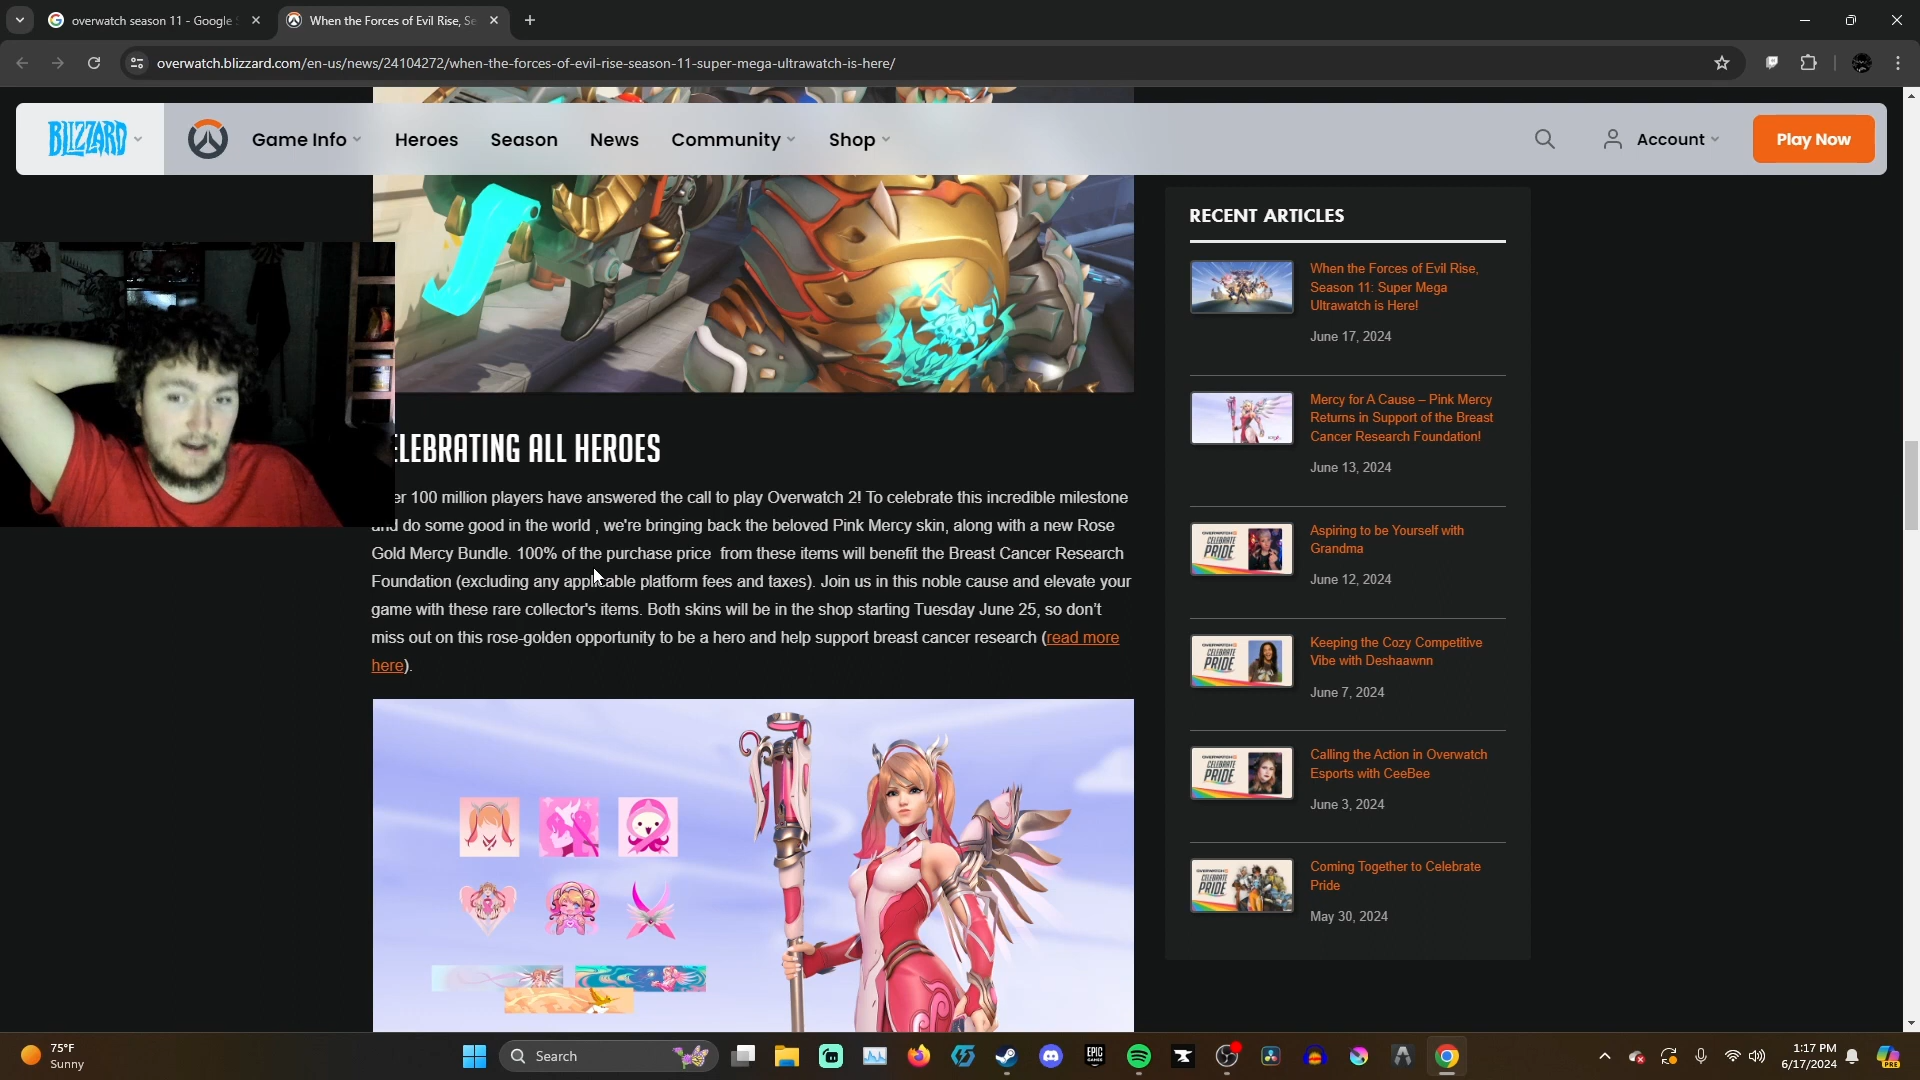 overwatch season 11 - Google
When the Forces of Evil Rise, Se
overwatch.blizzard.com/en-us/news/24104272/when-the-forces-of-evil-rise-season-11-super-mega-ultrawatch-is-here/
BLIZZARD
Game Info
Heroes
Season
News
Community
Shop
Account
Play Now
RECENT ARTICLES
When the Forces of Evil Rise,
Season 11: Super Mega
Ultrawatch is Here!
June 17, 2024
Mercy for A Cause – Pink Mercy
Returns in Support of the Breast
Cancer Research Foundation!
June 13, 2024
Aspiring to be Yourself with
Grandma
June 12, 2024
Keeping the Cozy Competitive
Vibe with Deshaawnn
June 7, 2024
Calling the Action in Overwatch
Esports with CeeBee
June 3, 2024
Coming Together to Celebrate
Pride
May 30, 2024
ELEBRATING ALL HEROES
er 100 million players have answered the call to play Overwatch 2! To celebrate this incredible milestone
and do some good in the world , we're bringing back the beloved Pink Mercy skin, along with a new Rose
Gold Mercy Bundle. 100% of the purchase price from these items will benefit the Breast Cancer Research
Foundation (excluding any applicable platform fees and taxes). Join us in this noble cause and elevate your
game with these rare collector's items. Both skins will be in the shop starting Tuesday June 25, so don't
miss out on this rose-golden opportunity to be a hero and help support breast cancer research (read more
here).
75°F
Sunny
Search
EPIC
1:17 PM
6/17/2024
PRE